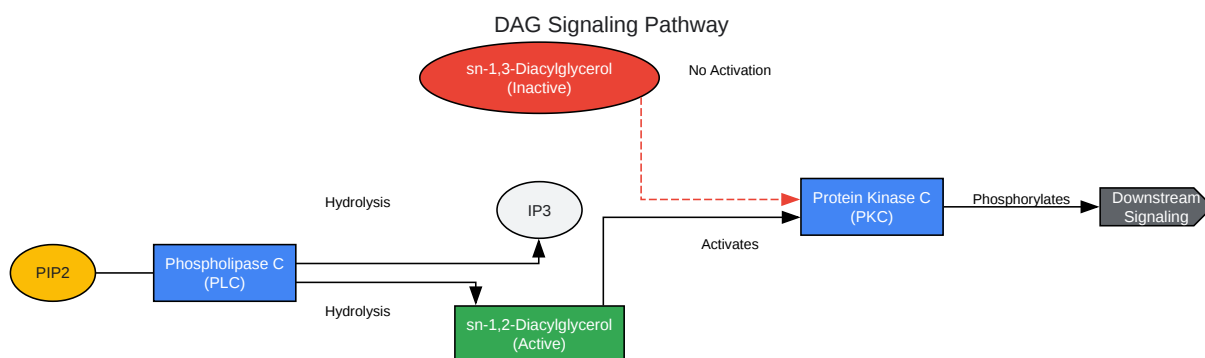 DAG Signaling Pathway
sn-1,3-Diacylglycerol
(Inactive)
No Activation
Hydrolysis
IP3
Protein Kinase C
(PKC)
Phosphorylates
Downstream
Signaling
Activates
PIP2
Phospholipase C
(PLC)
Hydrolysis
sn-1,2-Diacylglycerol
(Active)